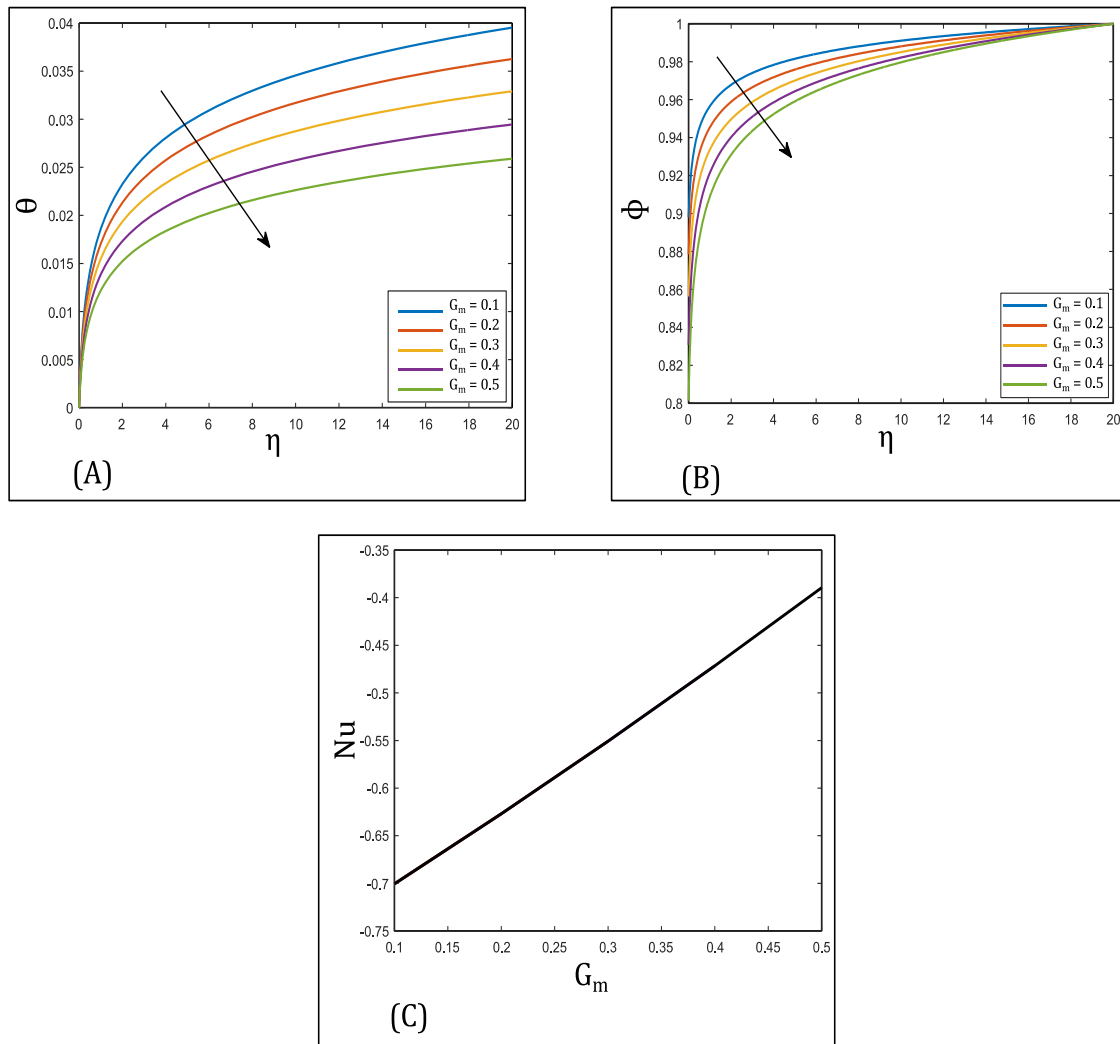 0.04
0.035
0.03
0.025
0.02
0.015
0.01
0.005
0
θ
0 2 4 6 8 10 12 14 16 18 20
η
G_m = 0.1
G_m = 0.2
G_m = 0.3
G_m = 0.4
G_m = 0.5
(A)
1
0.98
0.96
0.94
0.92
0.9
0.88
0.86
0.84
0.82
0.8
ϕ
0 2 4 6 8 10 12 14 16 18 20
η
G_m = 0.1
G_m = 0.2
G_m = 0.3
G_m = 0.4
G_m = 0.5
(B)
-0.35
-0.4
-0.45
-0.5
-0.55
-0.6
-0.65
-0.7
-0.75
Nu
0.1 0.15 0.2 0.25 0.3 0.35 0.4 0.45 0.5
G_m
(C)